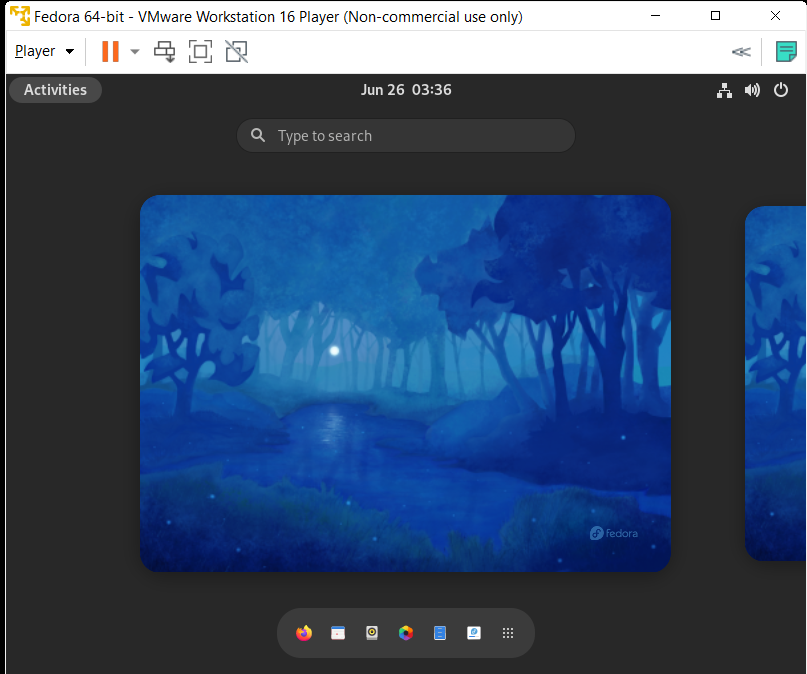 Fedora 64-bit - VMware Workstation 16 Player (Non-commercial use only)
Player
Activities
Jun 26 03:36
Type to search
fedora